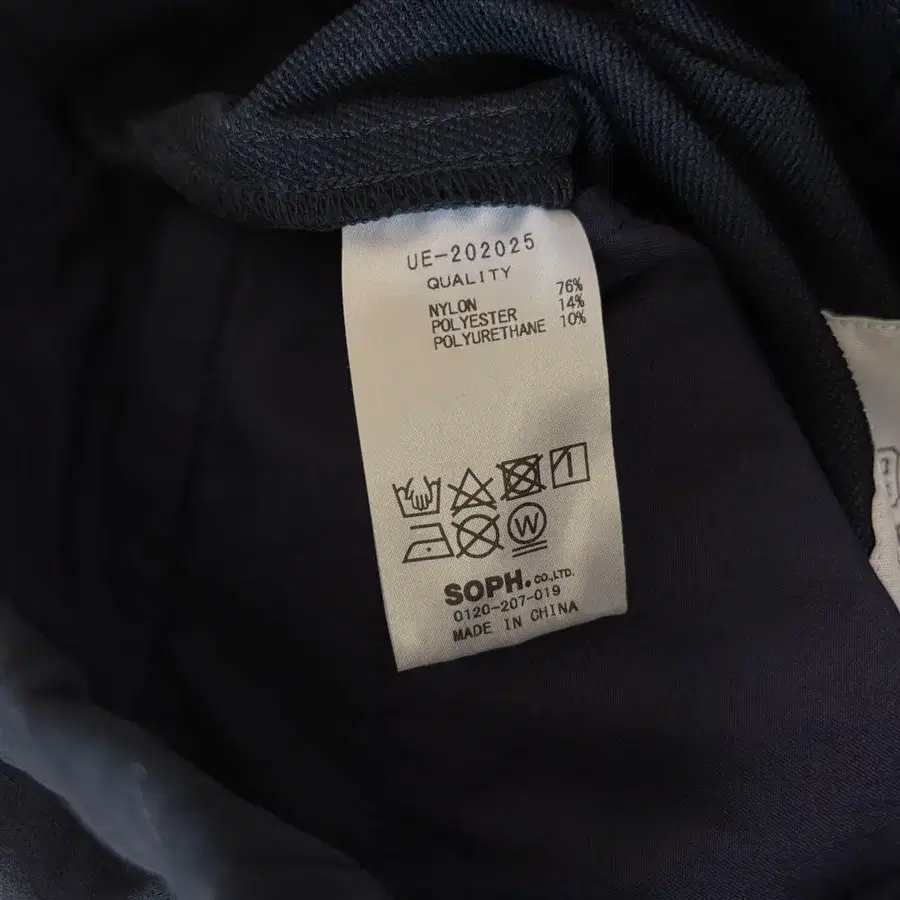 UE-202025
QUALITY
NYLON 76%
POLYESTER 14%
POLYURETHANE 10%
W
SOPH. CO.,LTD.
0120-207-019
MADE IN CHINA